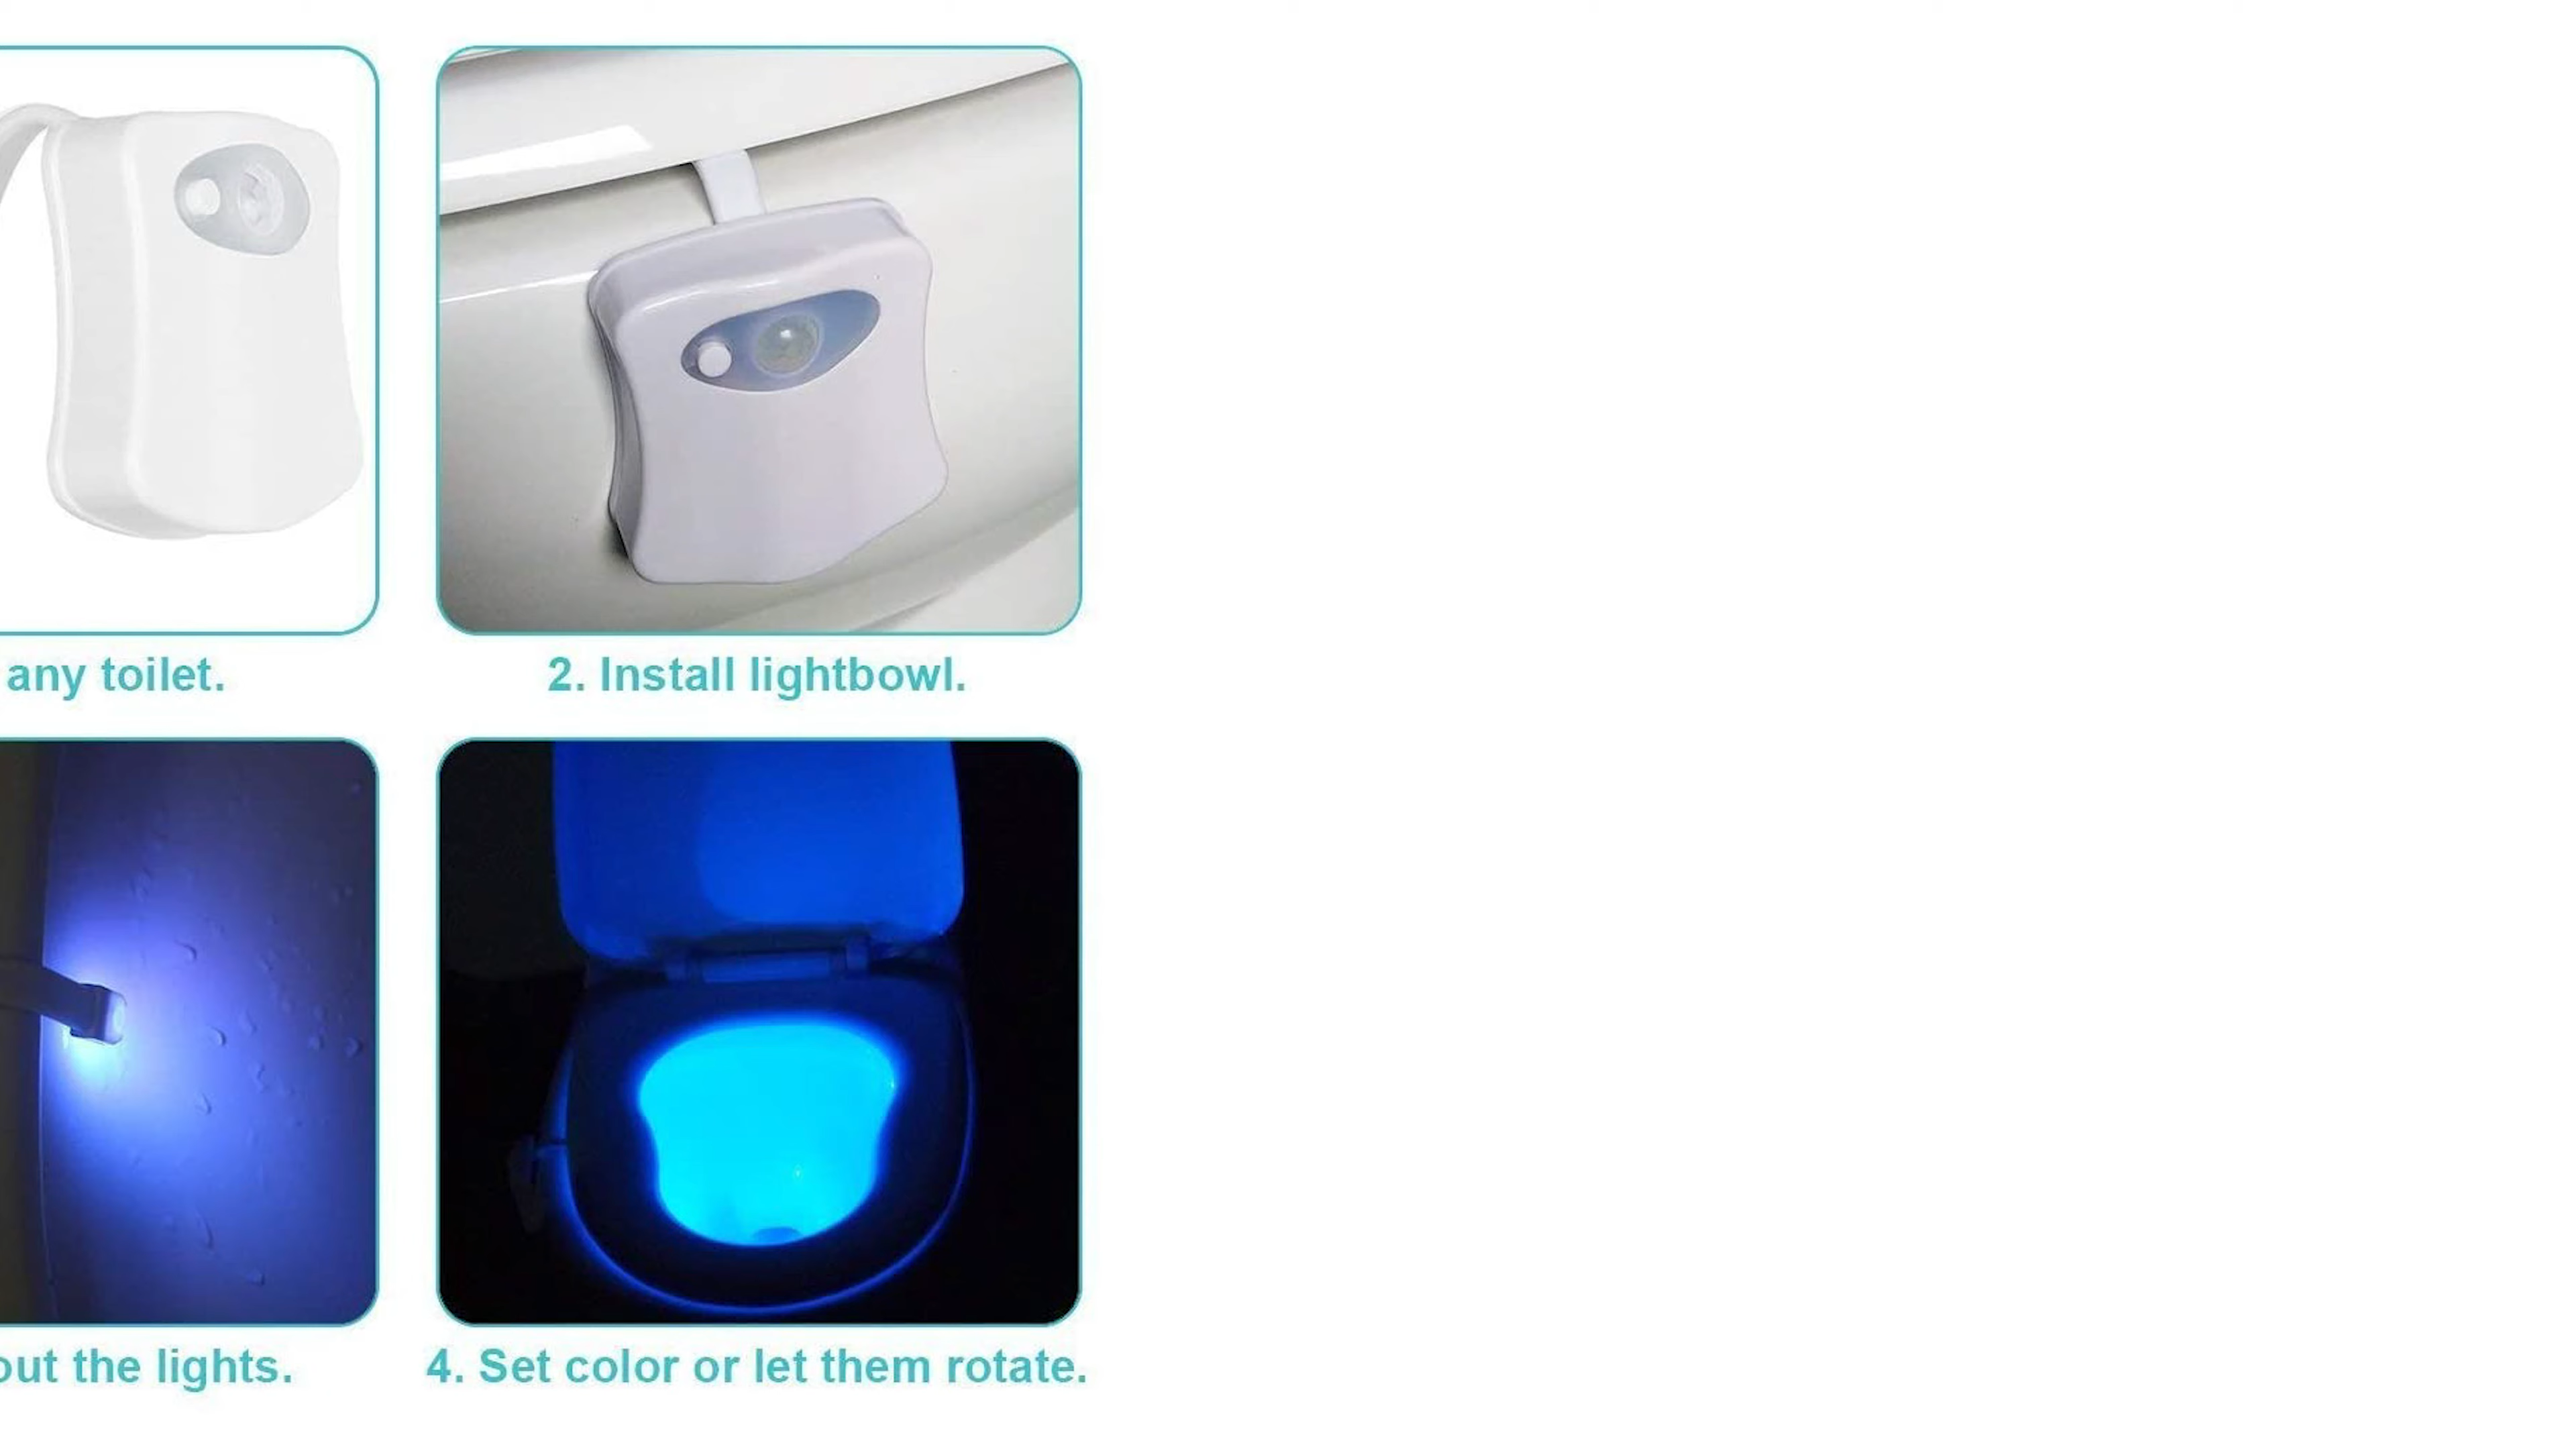 any toilet.
2. Install lightbowl.
out the lights.
4. Set color or let them rotate.